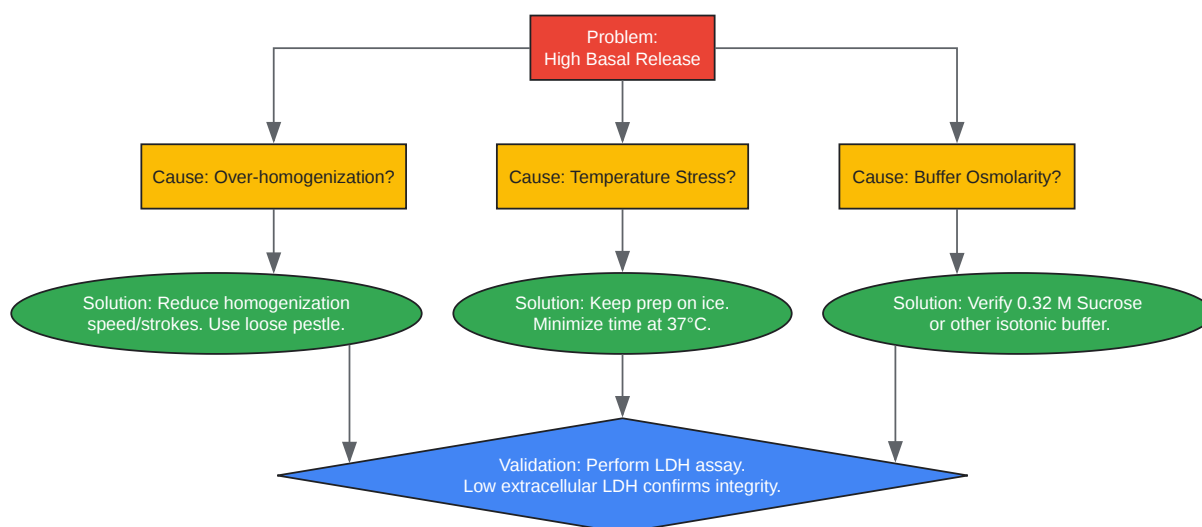 Problem:
High Basal Release
Cause: Over-homogenization?
Cause: Temperature Stress?
Cause: Buffer Osmolarity?
Solution: Reduce homogenization
speed/strokes. Use loose pestle.
Solution: Keep prep on ice.
Minimize time at 37°C.
Solution: Verify 0.32 M Sucrose
or other isotonic buffer.
Validation: Perform LDH assay.
Low extracellular LDH confirms integrity.